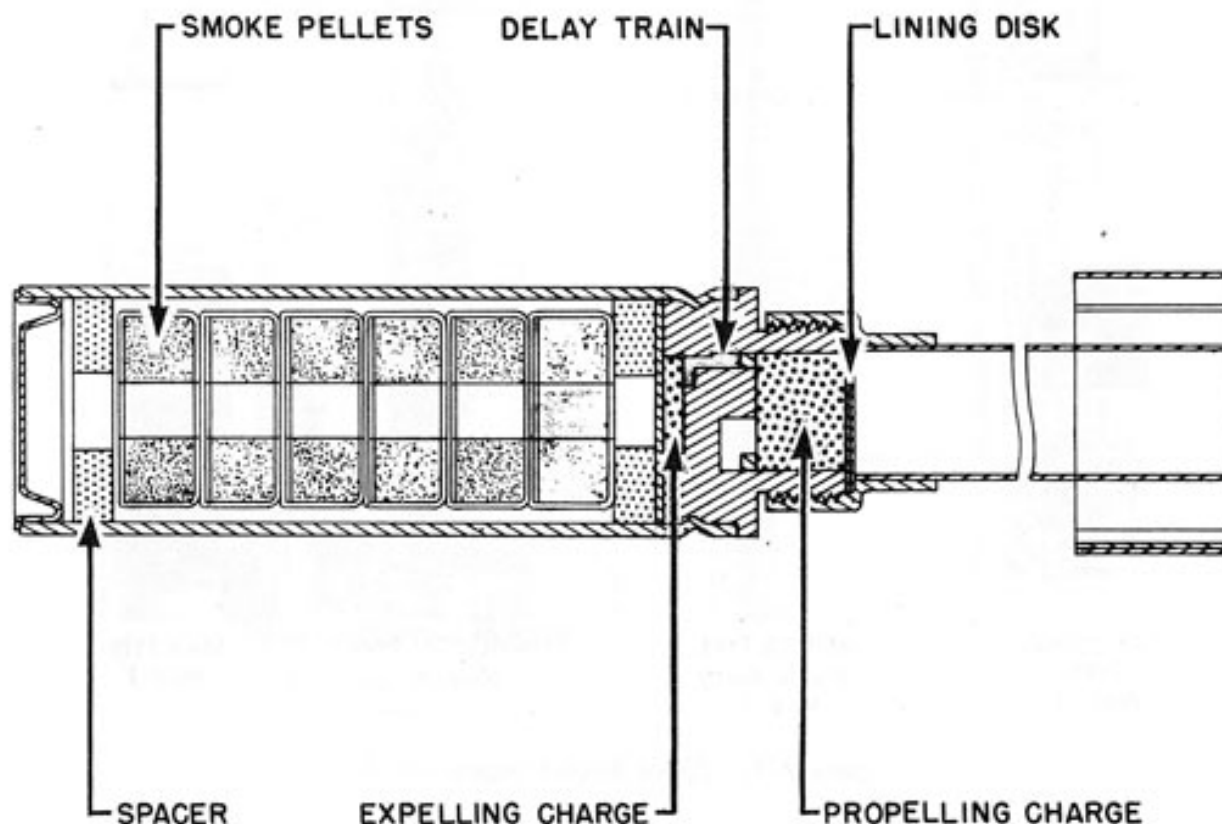 SMOKE PELLETS
DELAY TRAIN
LINING DISK
SPACER
EXPELLING CHARGE
PROPELLING CHARGE